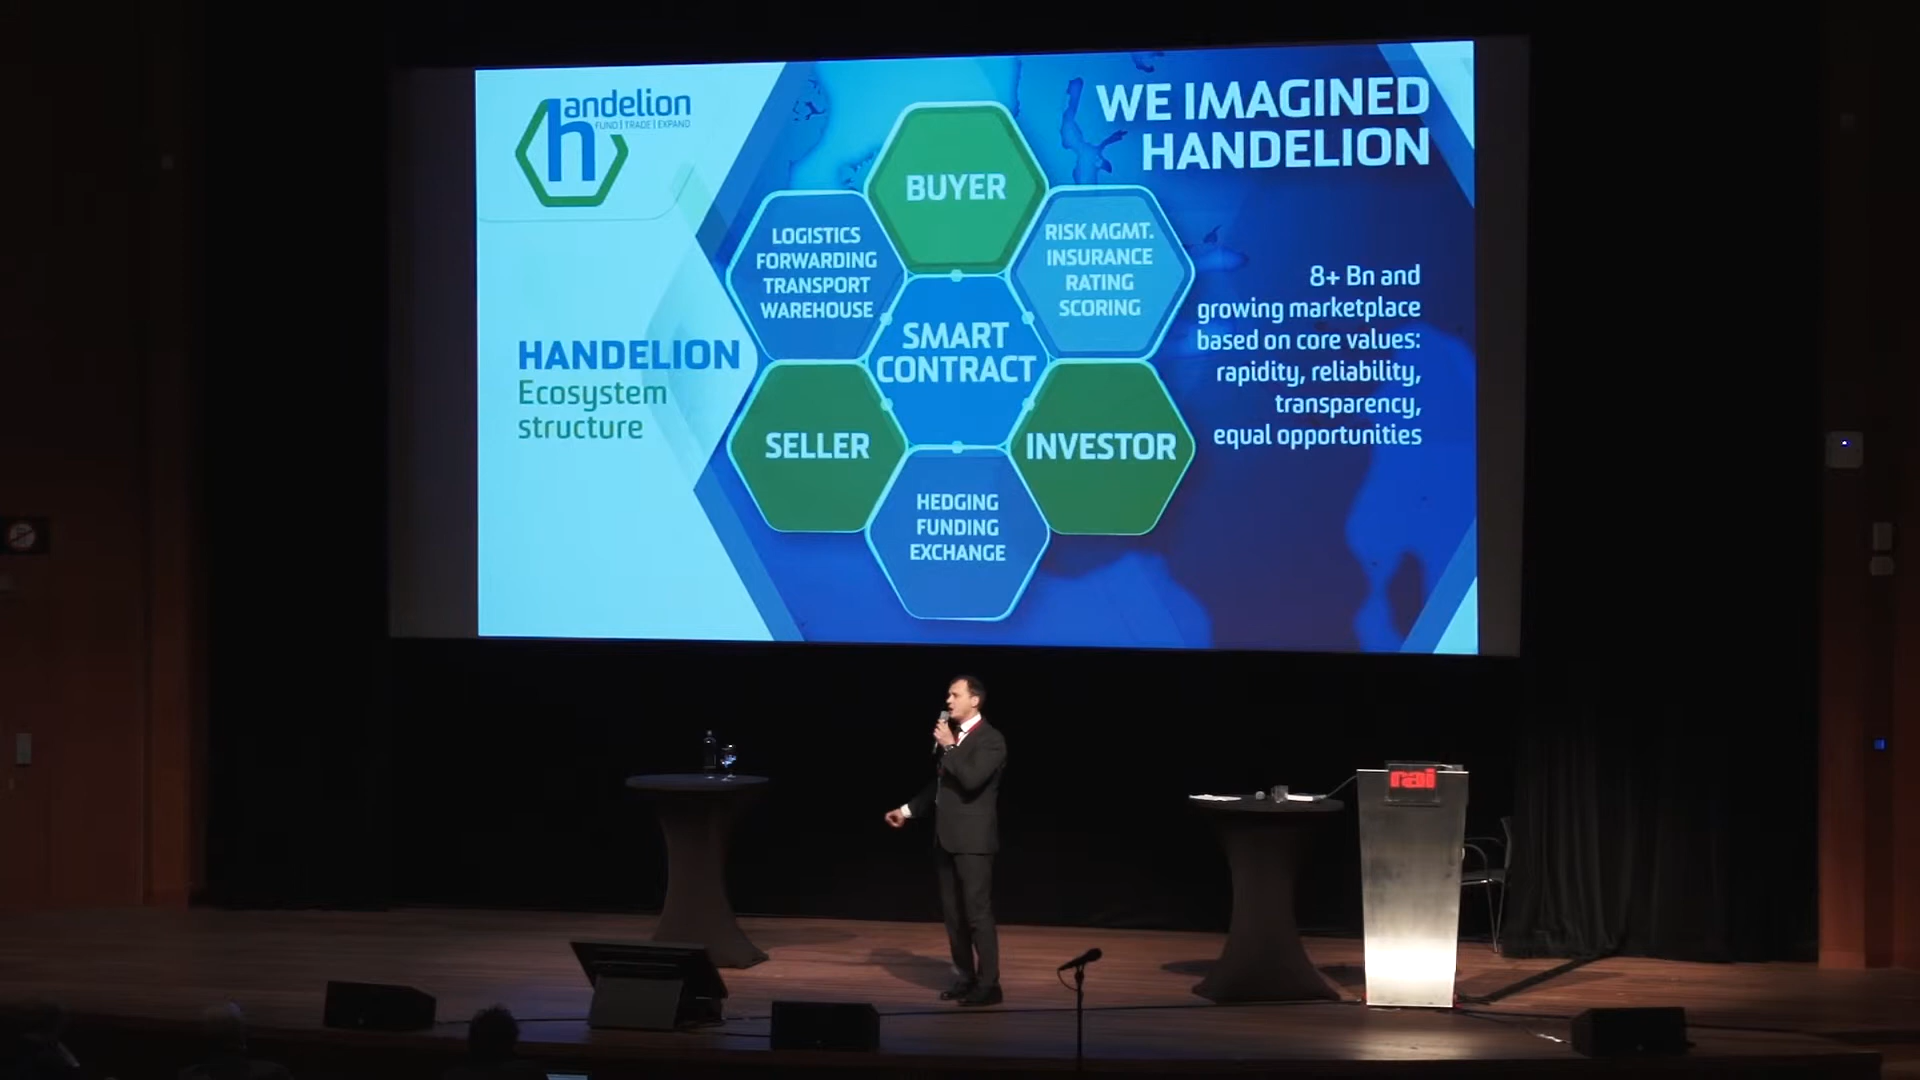 handelion
FUND | TRADE | EXPAND
WE IMAGINED
HANDELION
BUYER
LOGISTICS
FORWARDING
TRANSPORT
WAREHOUSE
RISK MGMT.
INSURANCE
RATING
SCORING
SMART
CONTRACT
HANDELION
Ecosystem
structure
SELLER
INVESTOR
HEDGING
FUNDING
EXCHANGE
8+ Bn and
growing marketplace
based on core values:
rapidity, reliability,
transparency,
equal opportunities
rai